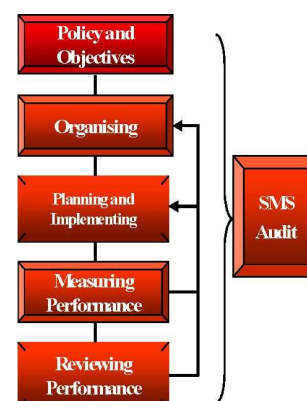 Policy and
Objectives
Organising
Planning and
Implementing
Measuring
Performance
Reviewing
Performance
SMS
Audit